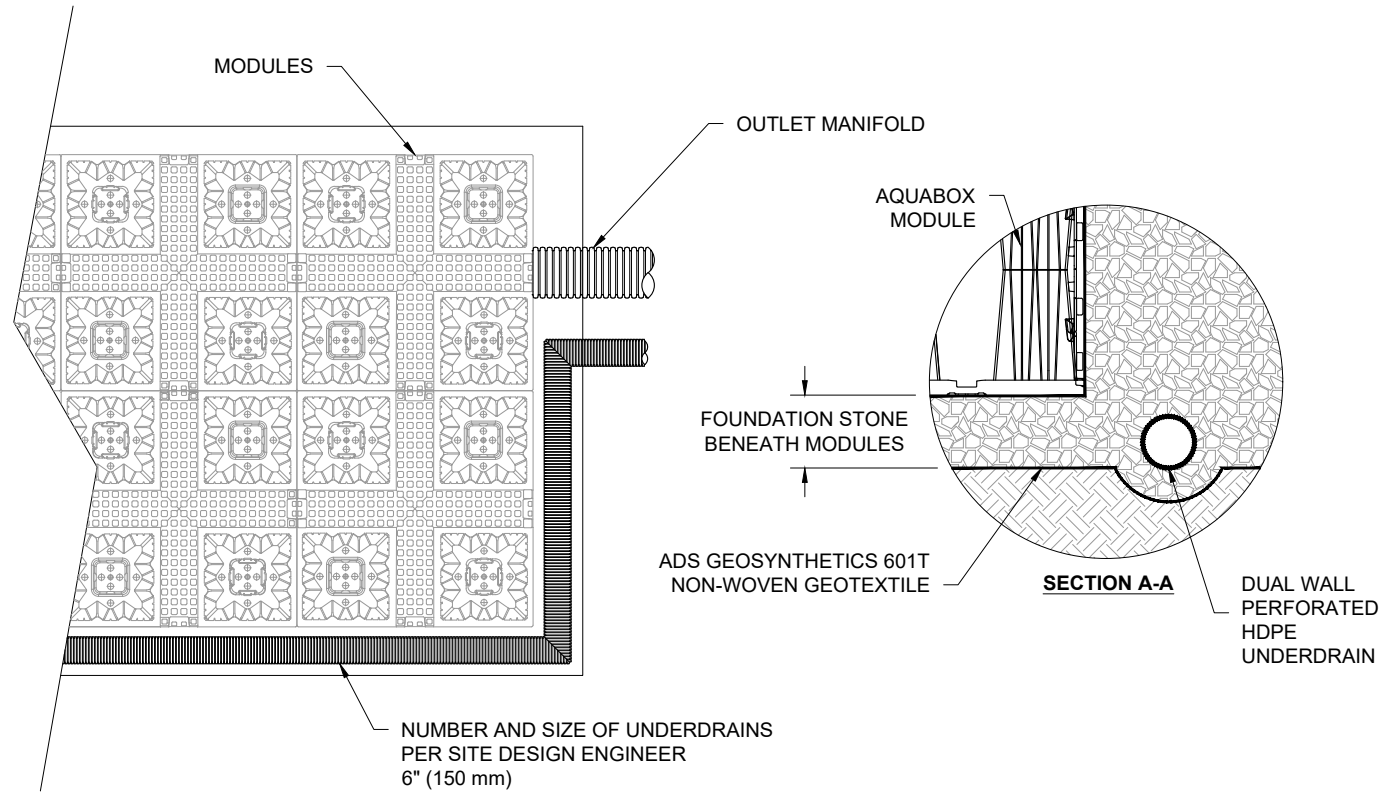 MODULES
OUTLET MANIFOLD
AQUABOX
MODULE
FOUNDATION STONE
BENEATH MODULES
ADS GEOSYNTHETICS 601T
NON-WOVEN GEOTEXTILE
SECTION A-A
DUAL WALL
PERFORATED
HDPE
UNDERDRAIN
NUMBER AND SIZE OF UNDERDRAINS
PER SITE DESIGN ENGINEER
6" (150 mm)